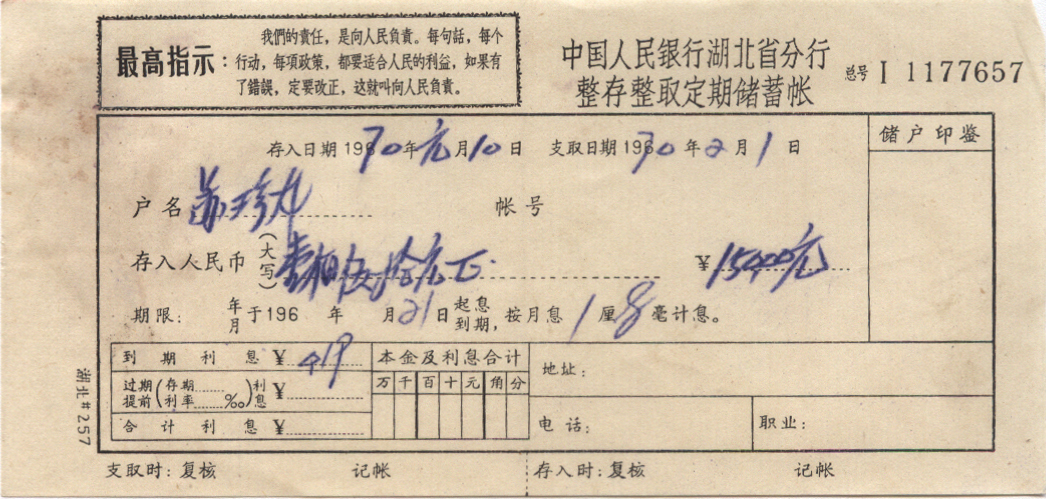 最高指示：
我們的責任，是向人民負責。每句話，每个
行动，每項政策，都要适合人民的利益，如果有
了錯誤，定要改正，这就叫向人民負責。
中国人民银行湖北省分行
整存整取定期储蓄帐
总号 I 1177657
存入日期 1970年元月10日 支取日期 19670年2月1日
储户印鉴
户名
帐号
存入人民币（大写）壹佰伍拾元正 ¥
期限： 年月于196 年 月21日起息到期，按月息1厘8毫计息。
到期利息 ¥ 419
本金及利息合计
万 千 百 十 元 角 分
过期提前（存期 利率 ‰）利息 ¥
合计利息 ¥
地址：
电话：
职业：
湖北#257
支取时：复核 记帐 存入时：复核 记帐